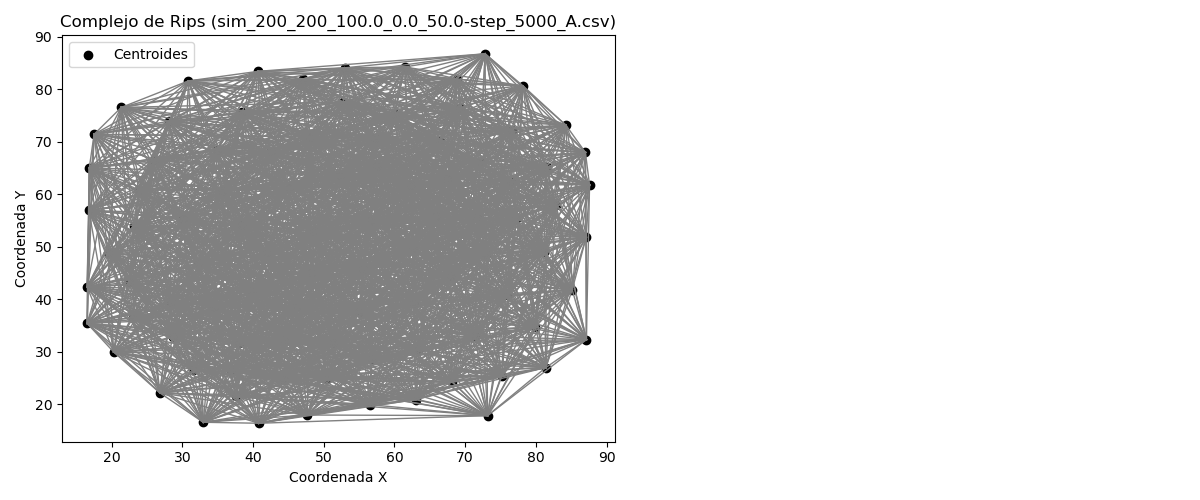 Complejo de Rips (sim_200_200_100.0_0.0_50.0-step_5000_A.csv)
Centroides
Coordenada Y
90
80
70
60
50
40
30
20
20 30 40 50 60 70 80 90
Coordenada X